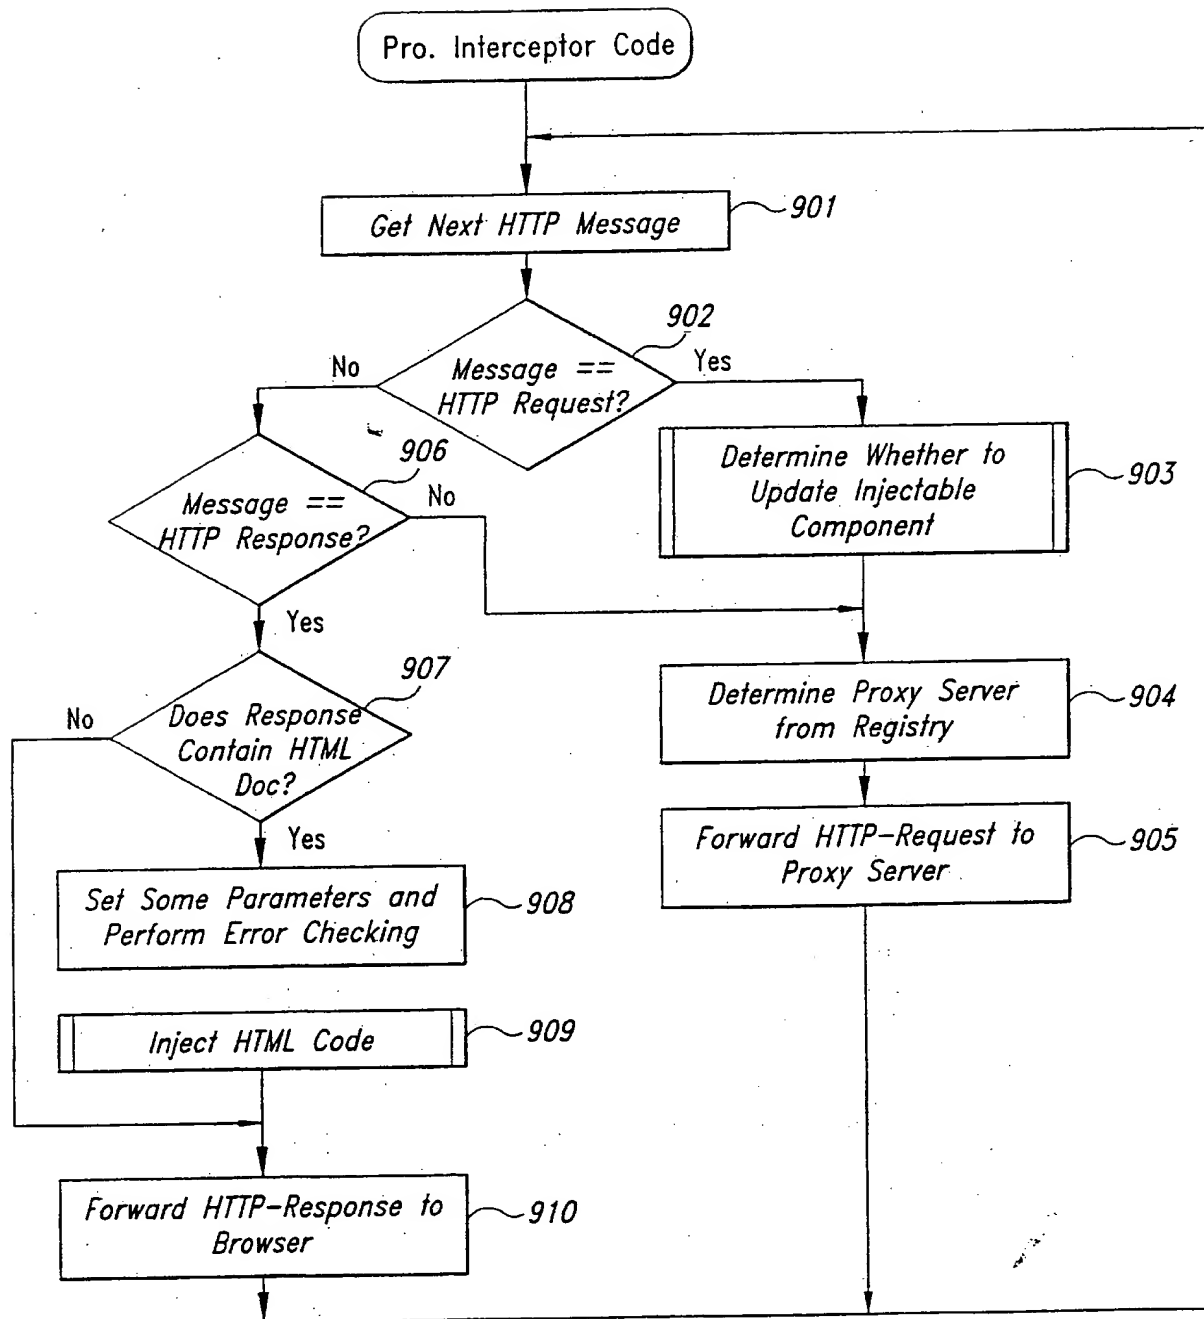 Pro. Interceptor Code
Get Next HTTP Message
901
902
Message ==
HTTP Request?
No
Yes
906
Message ==
HTTP Response?
No
Yes
Determine Whether to
Update Injectable
Component
903
907
Does Response
Contain HTML
Doc?
No
Yes
Determine Proxy Server
from Registry
904
Forward HTTP-Request to
Proxy Server
905
Set Some Parameters and
Perform Error Checking
908
Inject HTML Code
909
Forward HTTP-Response to
Browser
910